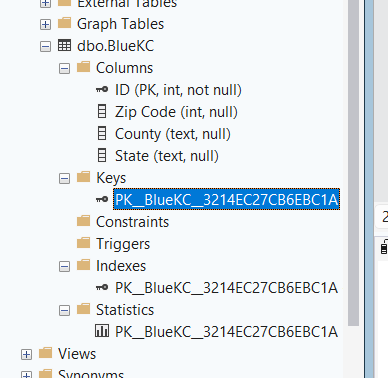 External Tables
Graph Tables
dbo.BlueKC
Columns
ID (PK, int, not null)
Zip Code (int, null)
County (text, null)
State (text, null)
Keys
PK__BlueKC__3214EC27CB6EBC1A
Constraints
Triggers
Indexes
PK__BlueKC__3214EC27CB6EBC1A
Statistics
PK__BlueKC__3214EC27CB6EBC1A
Views
Synonyms